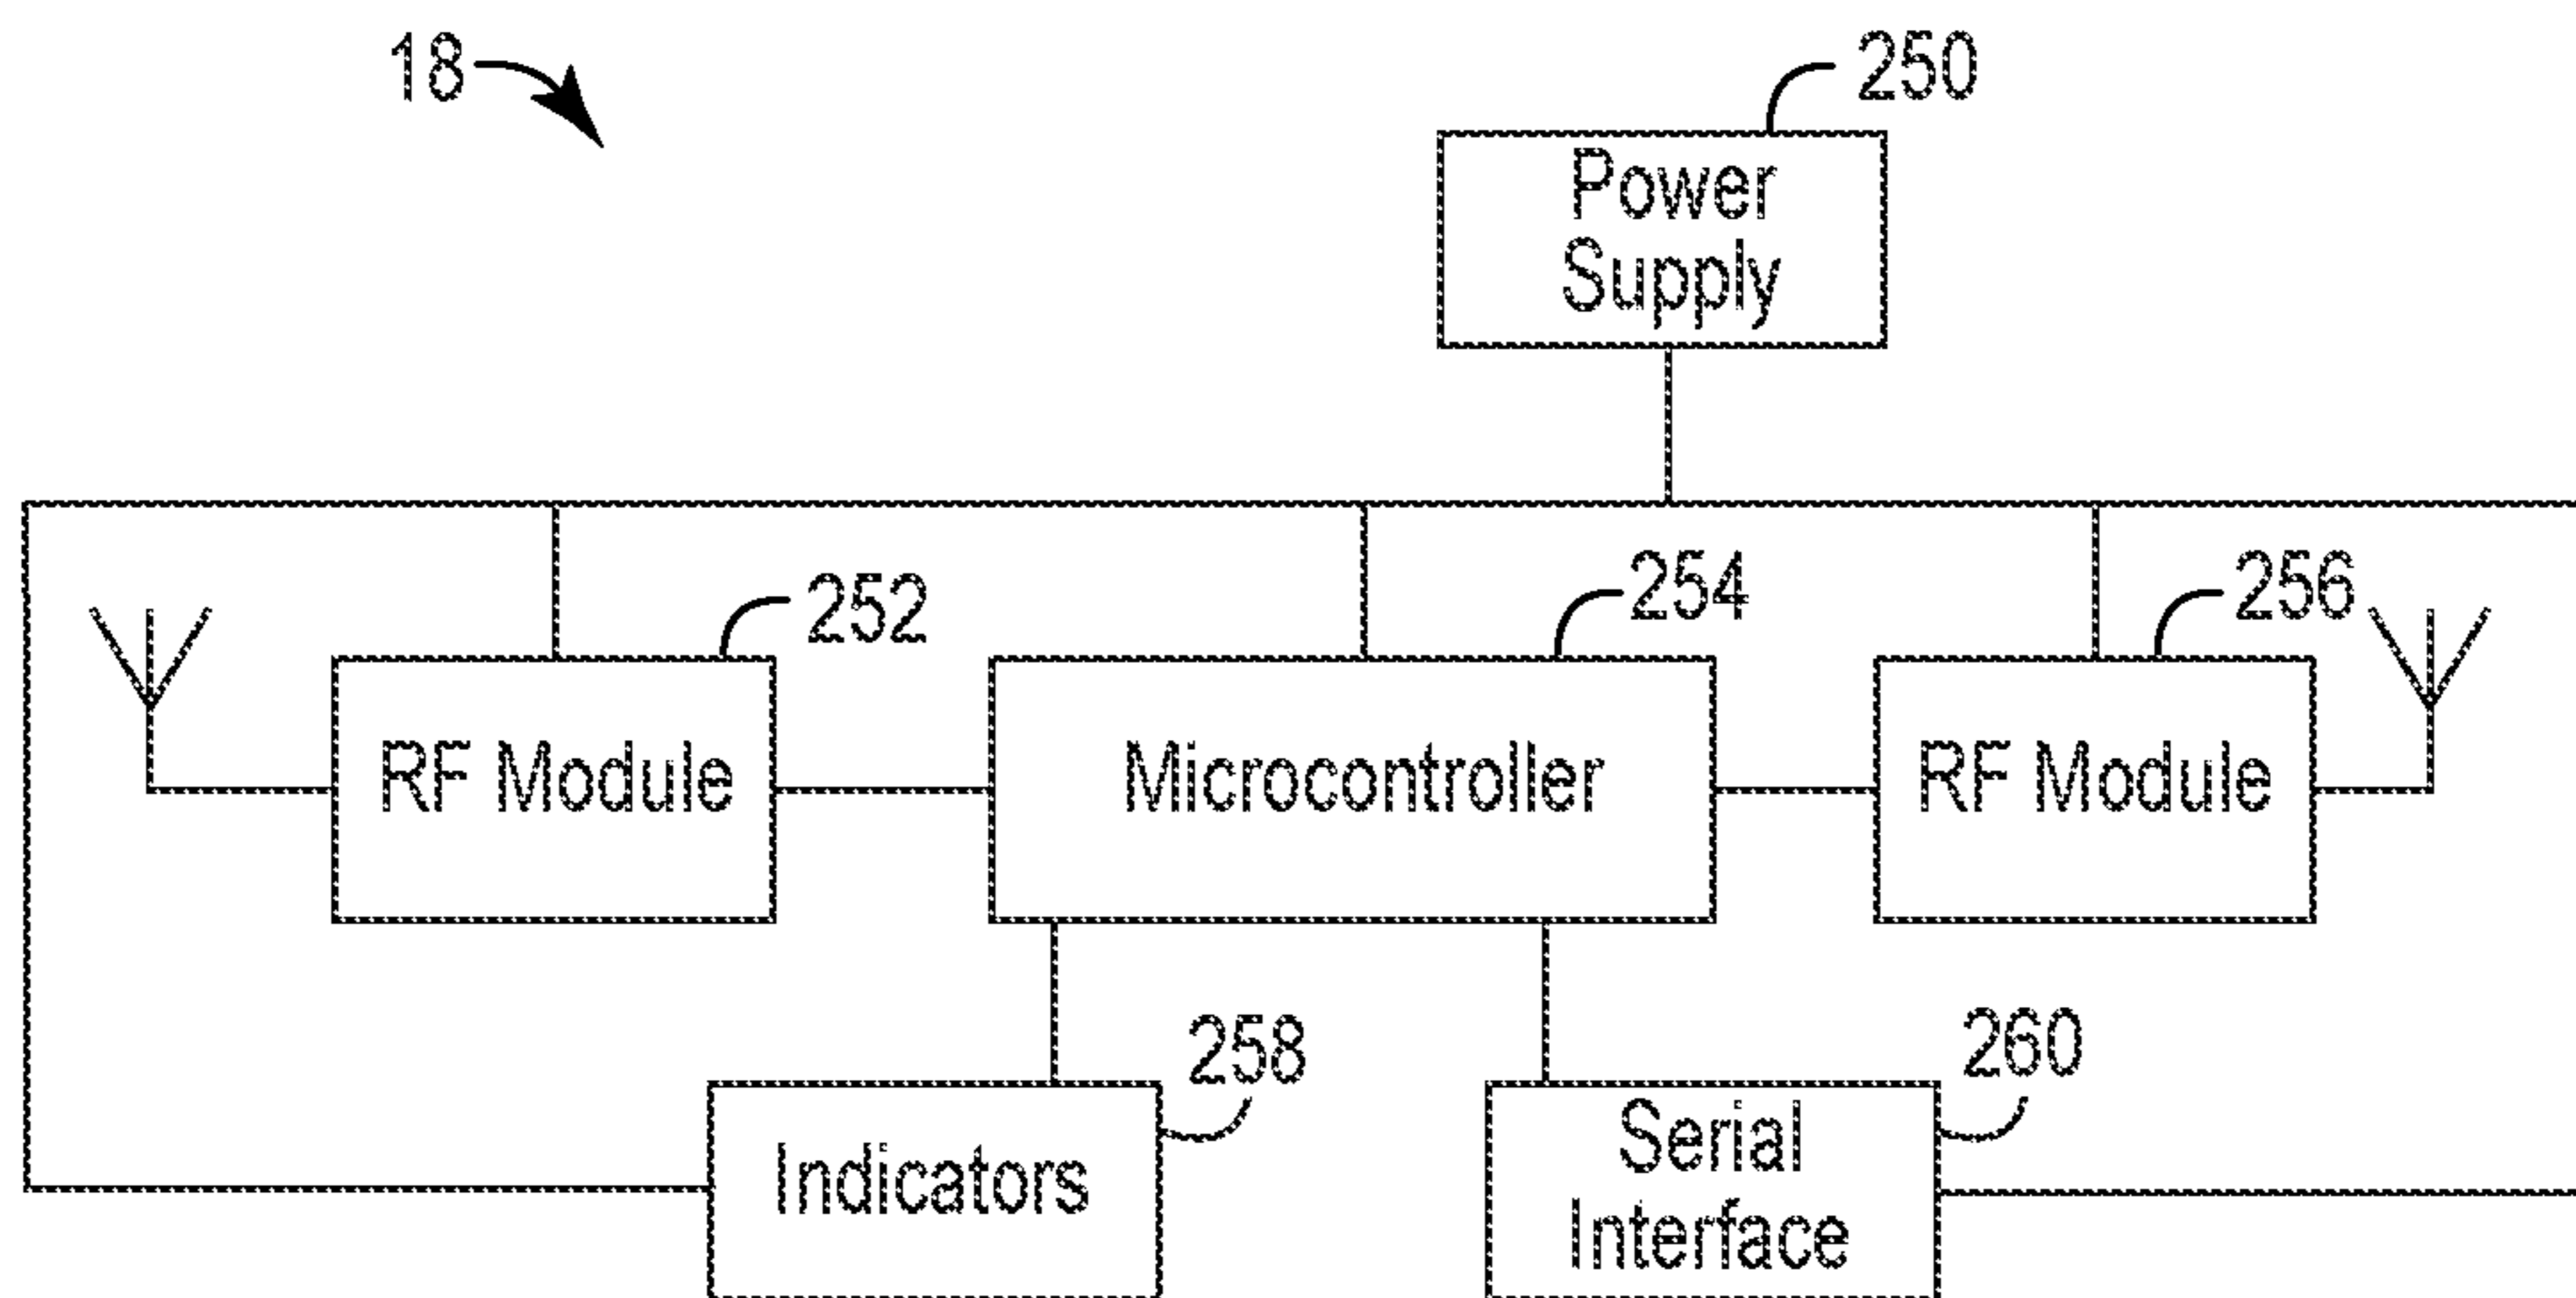 18
250
Power
Supply
252
254
256
RF Module
Microcontroller
RF Module
258
260
Indicators
Serial
Interface